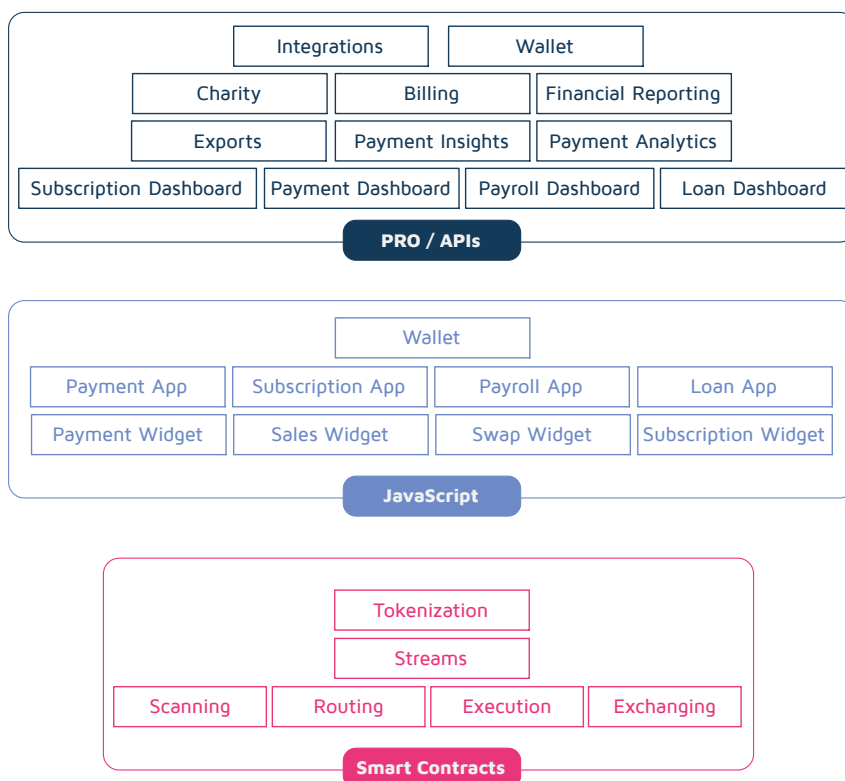 Integrations Wallet
Charity Billing Financial Reporting
Exports Payment Insights Payment Analytics
Subscription Dashboard Payment Dashboard Payroll Dashboard Loan Dashboard
PRO / APIs
Wallet
Payment App Subscription App Payroll App Loan App
Payment Widget Sales Widget Swap Widget Subscription Widget
JavaScript
Tokenization
Streams
Scanning Routing Execution Exchanging
Smart Contracts